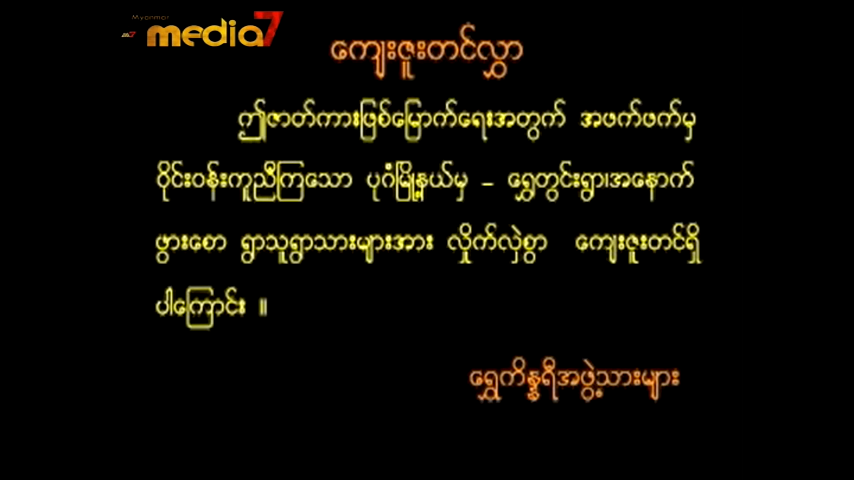 Myanmar
media7
ကျေးဇူးတင်လွှာ
ဤဇာတ်ကားဖြစ်မြောက်ရေးအတွက် အဖက်ဖက်မှ
ဝိုင်းဝန်းကူညီကြသော ပုဂံမြို့နယ်မှ - ရွှေတွင်းရွာ၊အနောက်
ဖွားစော ရွာသူရွာသားများအား လှိုက်လှဲစွာ ကျေးဇူးတင်ရှိ
ပါကြောင်း ။
ရွှေကိန္နရီအဖွဲ့သားများ